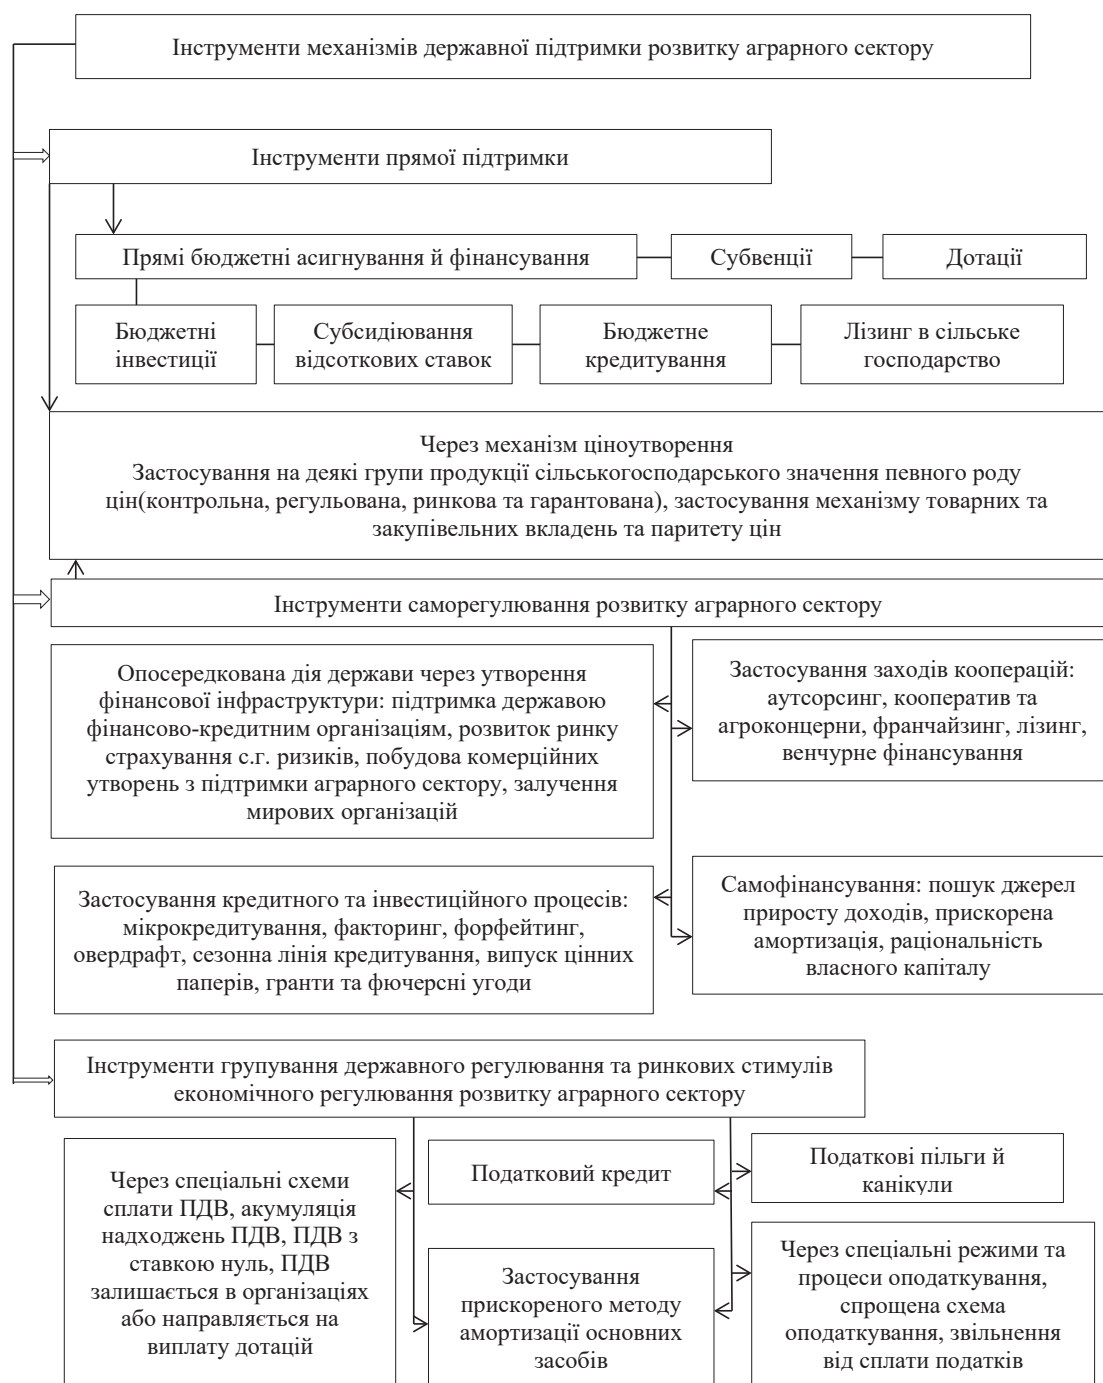 Інструменти механізмів державної підтримки розвитку аграрного сектору
Інструменти прямої підтримки
Прямі бюджетні асигнування й фінансування
Субвенції
Дотації
Бюджетні
інвестиції
Субсидіювання
відсоткових ставок
Бюджетне
кредитування
Лізинг в сільське
господарство
Через механізм ціноутворення
Застосування на деякі групи продукції сільськогосподарського значення певного роду
цін(контрольна, регульована, ринкова та гарантована), застосування механізму товарних та
закупівельних вкладень та паритету цін
Інструменти саморегулювання розвитку аграрного сектору
Опосередкована дія держави через утворення
фінансової інфраструктури: підтримка державою
фінансово-кредитним організаціям, розвиток ринку
страхування с.г. ризиків, побудова комерційних
утворень з підтримки аграрного сектору, залучення
мирових організацій
Застосування заходів кооперацій:
аутсорсинг, кооператив та
агроконцерни, франчайзинг, лізинг,
венчурне фінансування
Застосування кредитного та інвестиційного процесів:
мікрокредитування, факторинг, форфейтинг,
овердрафт, сезонна лінія кредитування, випуск цінних
паперів, гранти та фючерсні угоди
Самофінансування: пошук джерел
приросту доходів, прискорена
амортизація, раціональність
власного капіталу
Інструменти групування державного регулювання та ринкових стимулів
економічного регулювання розвитку аграрного сектору
Через спеціальні схеми
сплати ПДВ, акумуляція
надходжень ПДВ, ПДВ з
ставкою нуль, ПДВ
залишається в організаціях
або направляється на
виплату дотацій
Податковий кредит
Податкові пільги й
канікули
Застосування
прискореного методу
амортизації основних
засобів
Через спеціальні режими та
процеси оподаткування,
спрощена схема
оподаткування, звільнення
від сплати податків